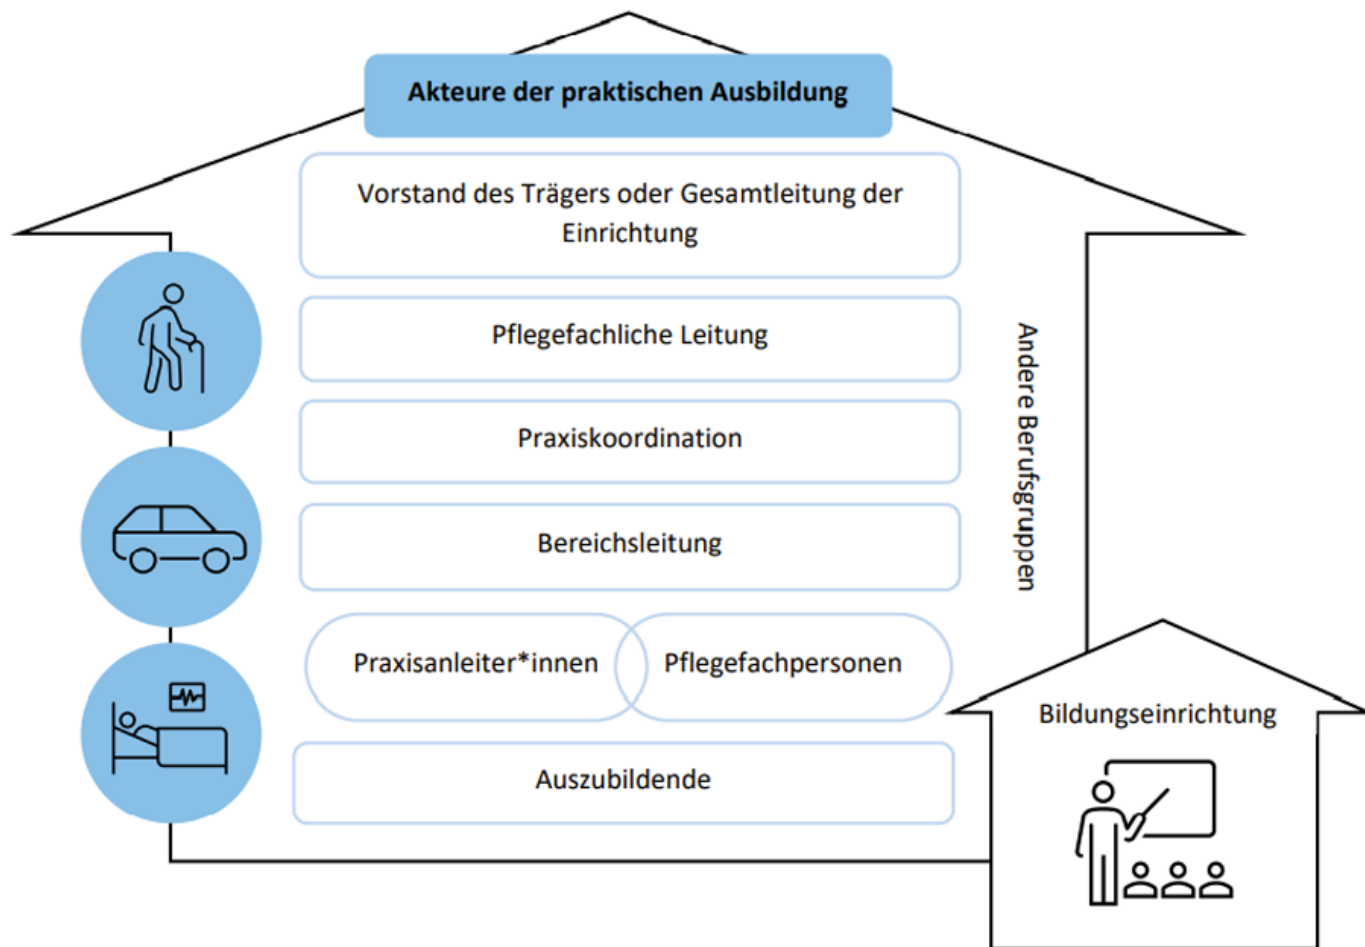 Akteure der praktischen Ausbildung
Vorstand des Trägers oder Gesamtleitung der
Einrichtung
Pflegefachliche Leitung
Praxiskoordination
Bereichsleitung
Praxisanleiter*innen
Pflegefachpersonen
Auszubildende
Andere Berufsgruppen
Bildungseinrichtung